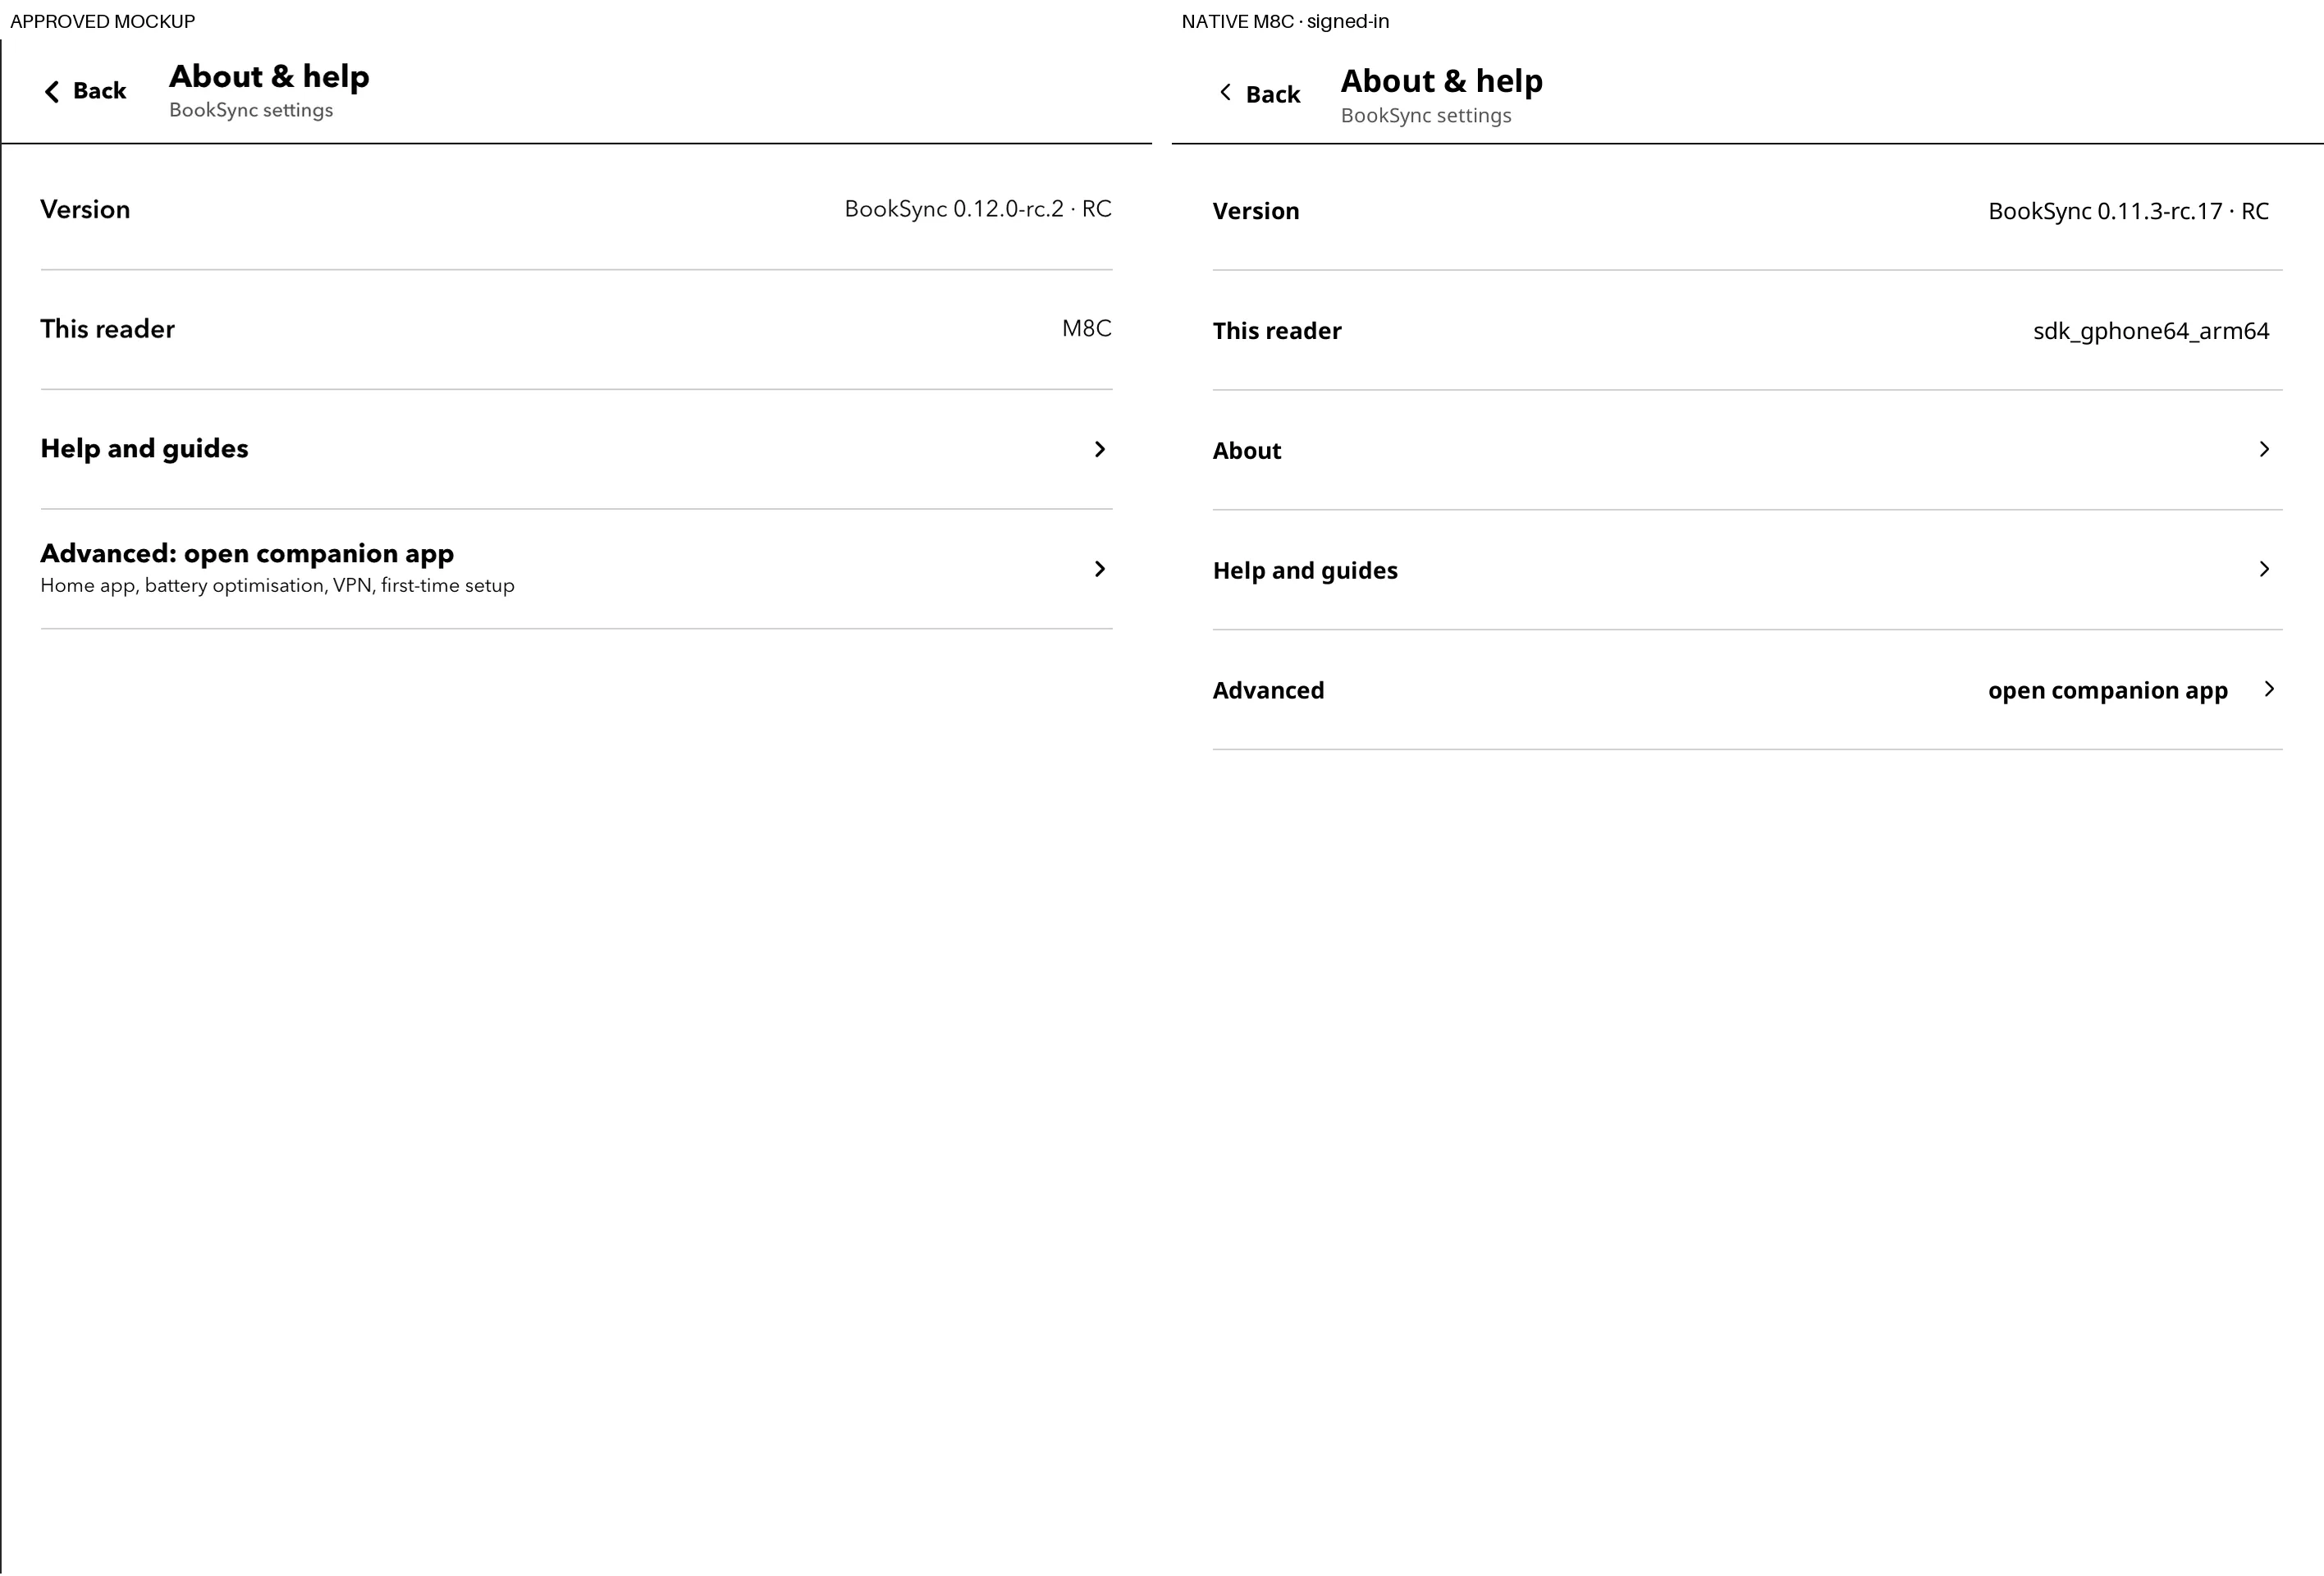 APPROVED MOCKUP
Back
About & help
BookSync settings
Version
BookSync 0.12.0-rc.2 · RC
This reader
M8C
Help and guides
Advanced: open companion app
Home app, battery optimisation, VPN, first-time setup
NATIVE M8C · signed-in
Back
About & help
BookSync settings
Version
BookSync 0.11.3-rc.17 · RC
This reader
sdk_gphone64_arm64
About
Help and guides
Advanced
open companion app